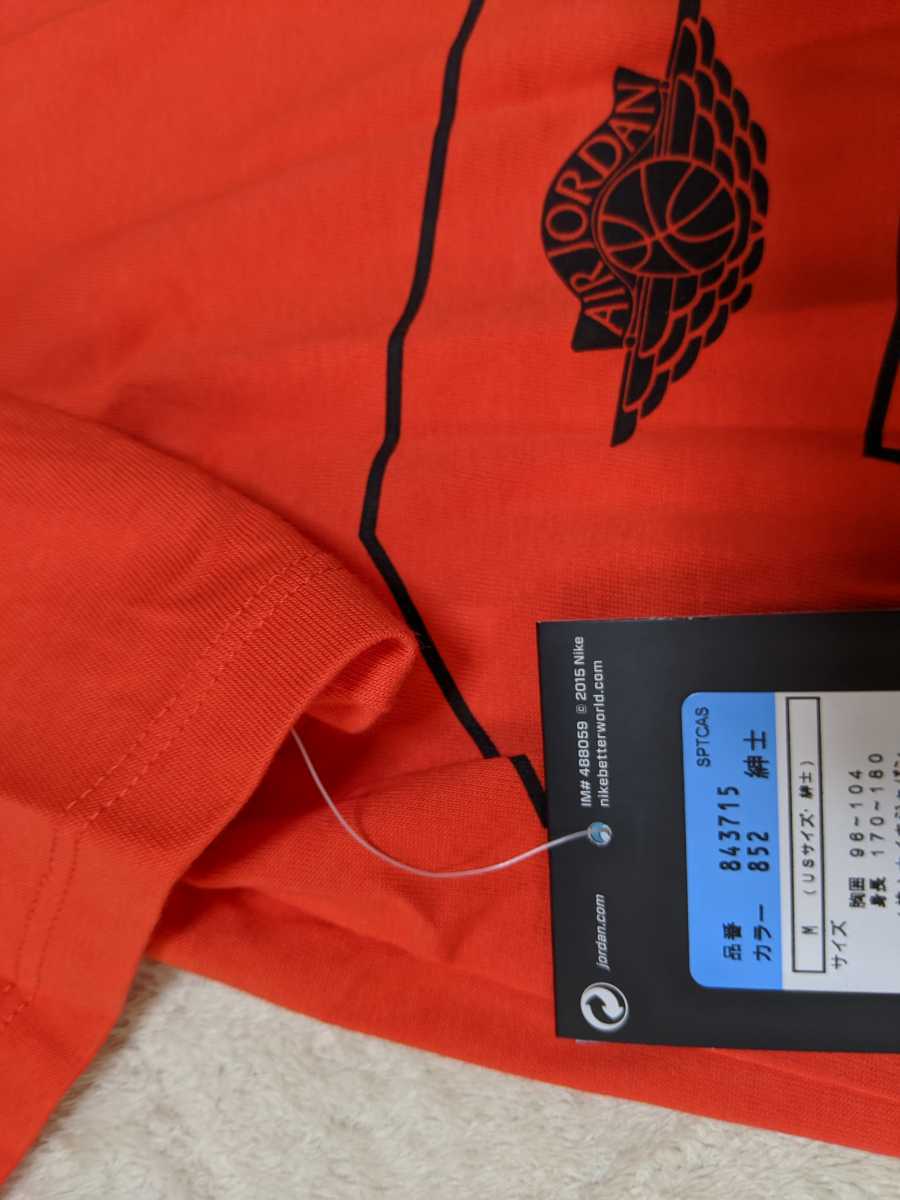 AIR JORDAN
IM# 488059 © 2015 Nike
nikebetterworld.com
jordan.com
SPTCAS
品番 843715
カラー 852 紳士
M (USサイズ・紳士)
サイズ
胸囲 96~104
身長 170~180